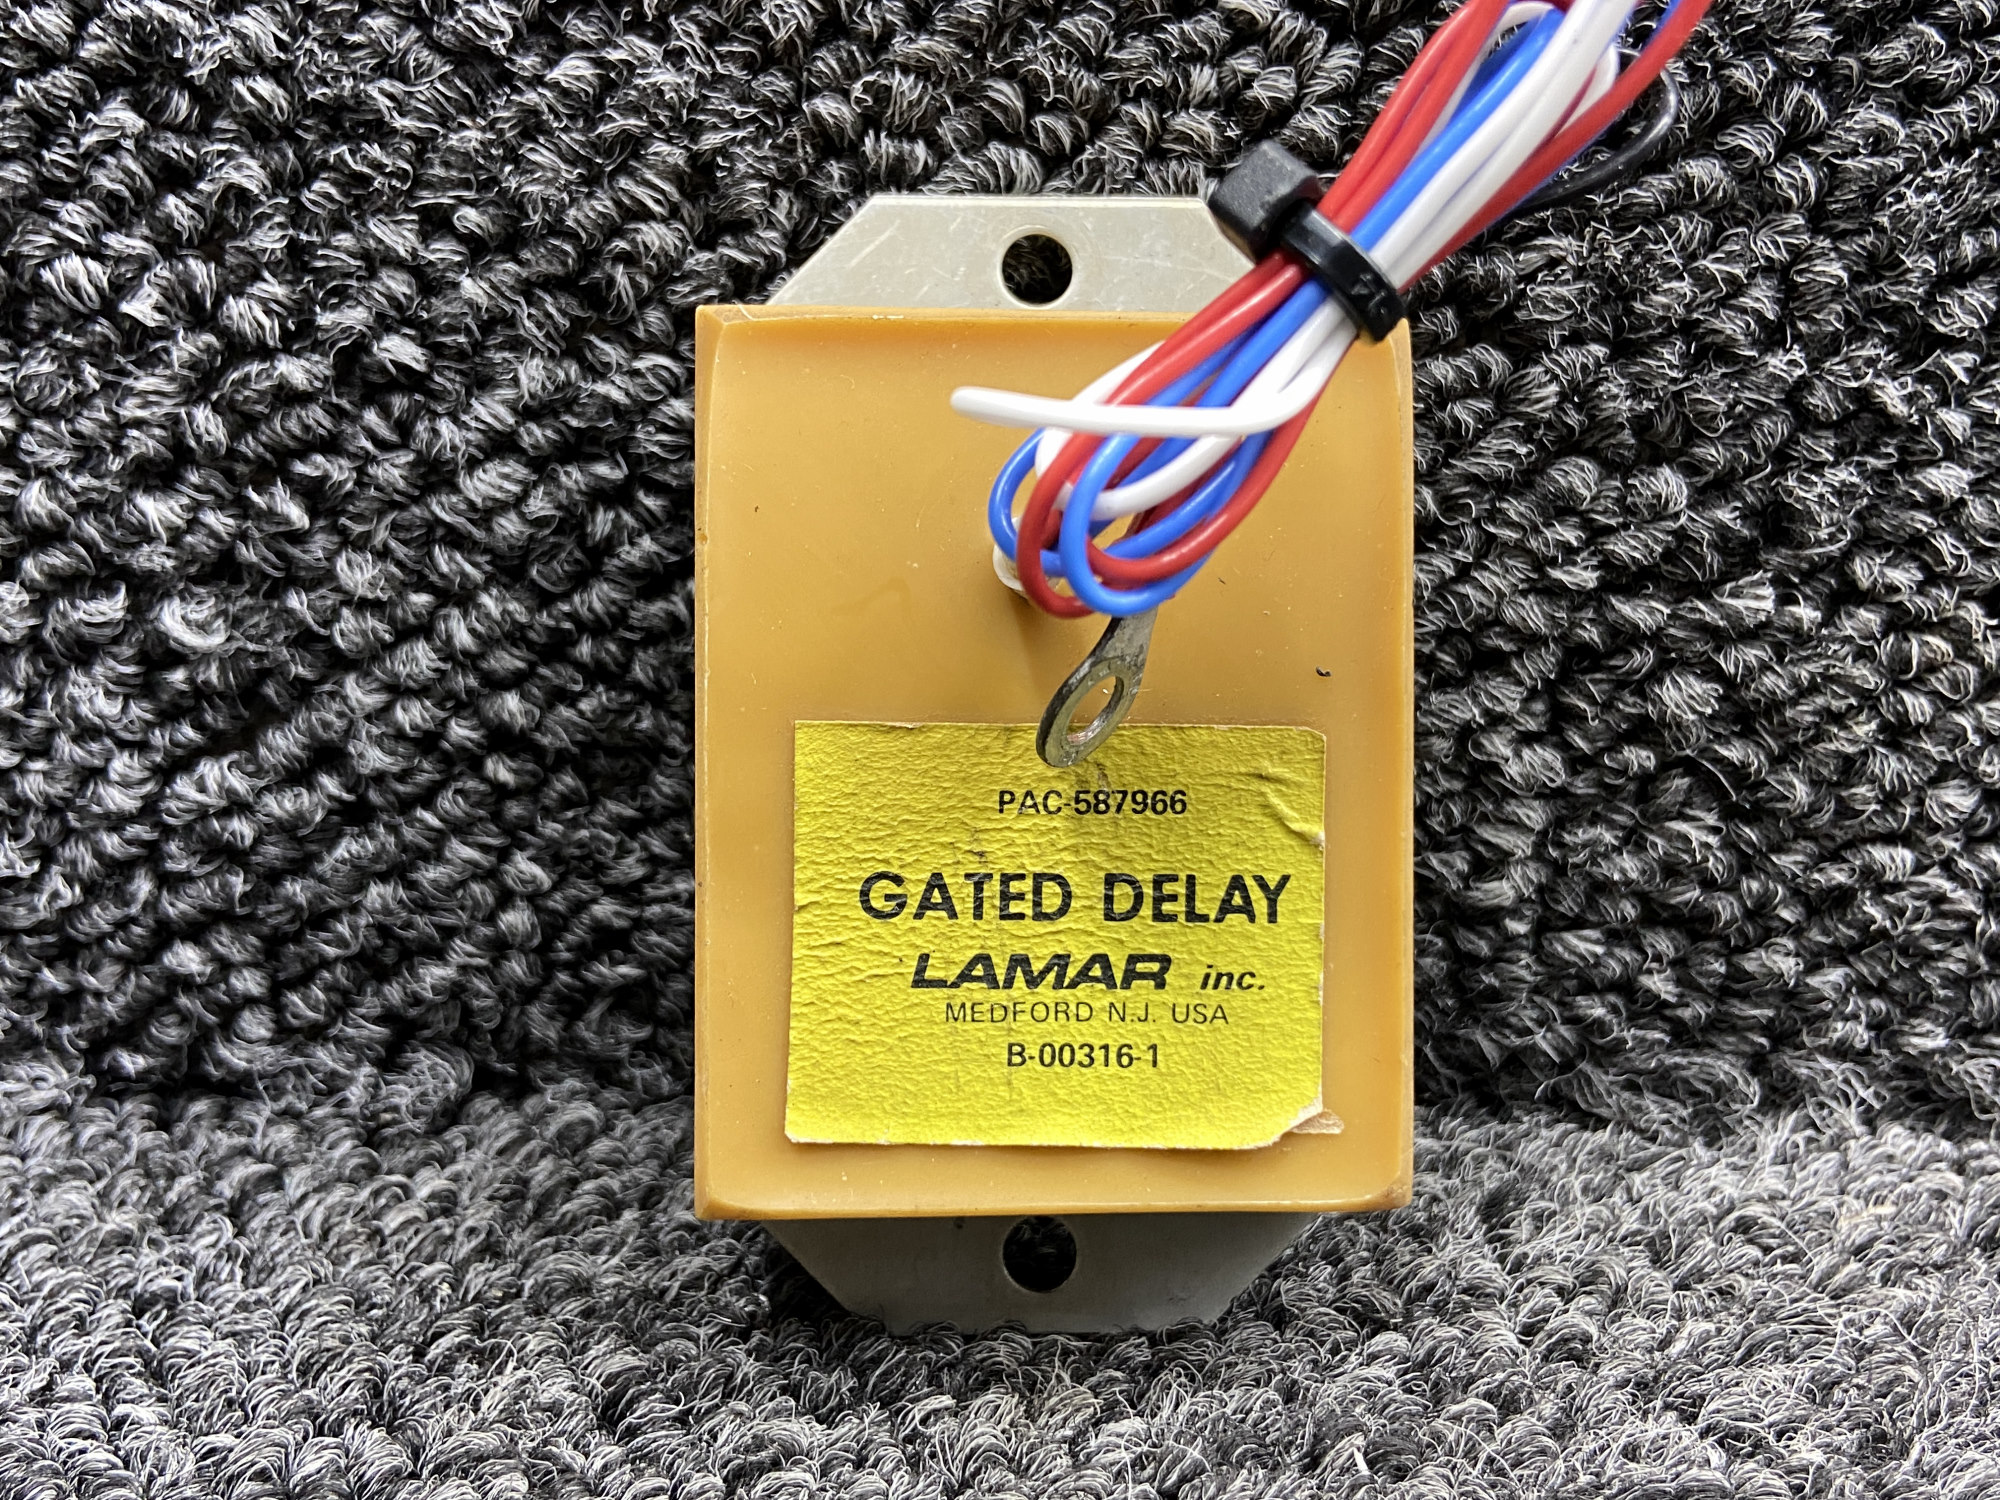 PAC-587966
GATED DELAY
LAMAR inc.
MEDFORD N.J. USA
B-00316-1